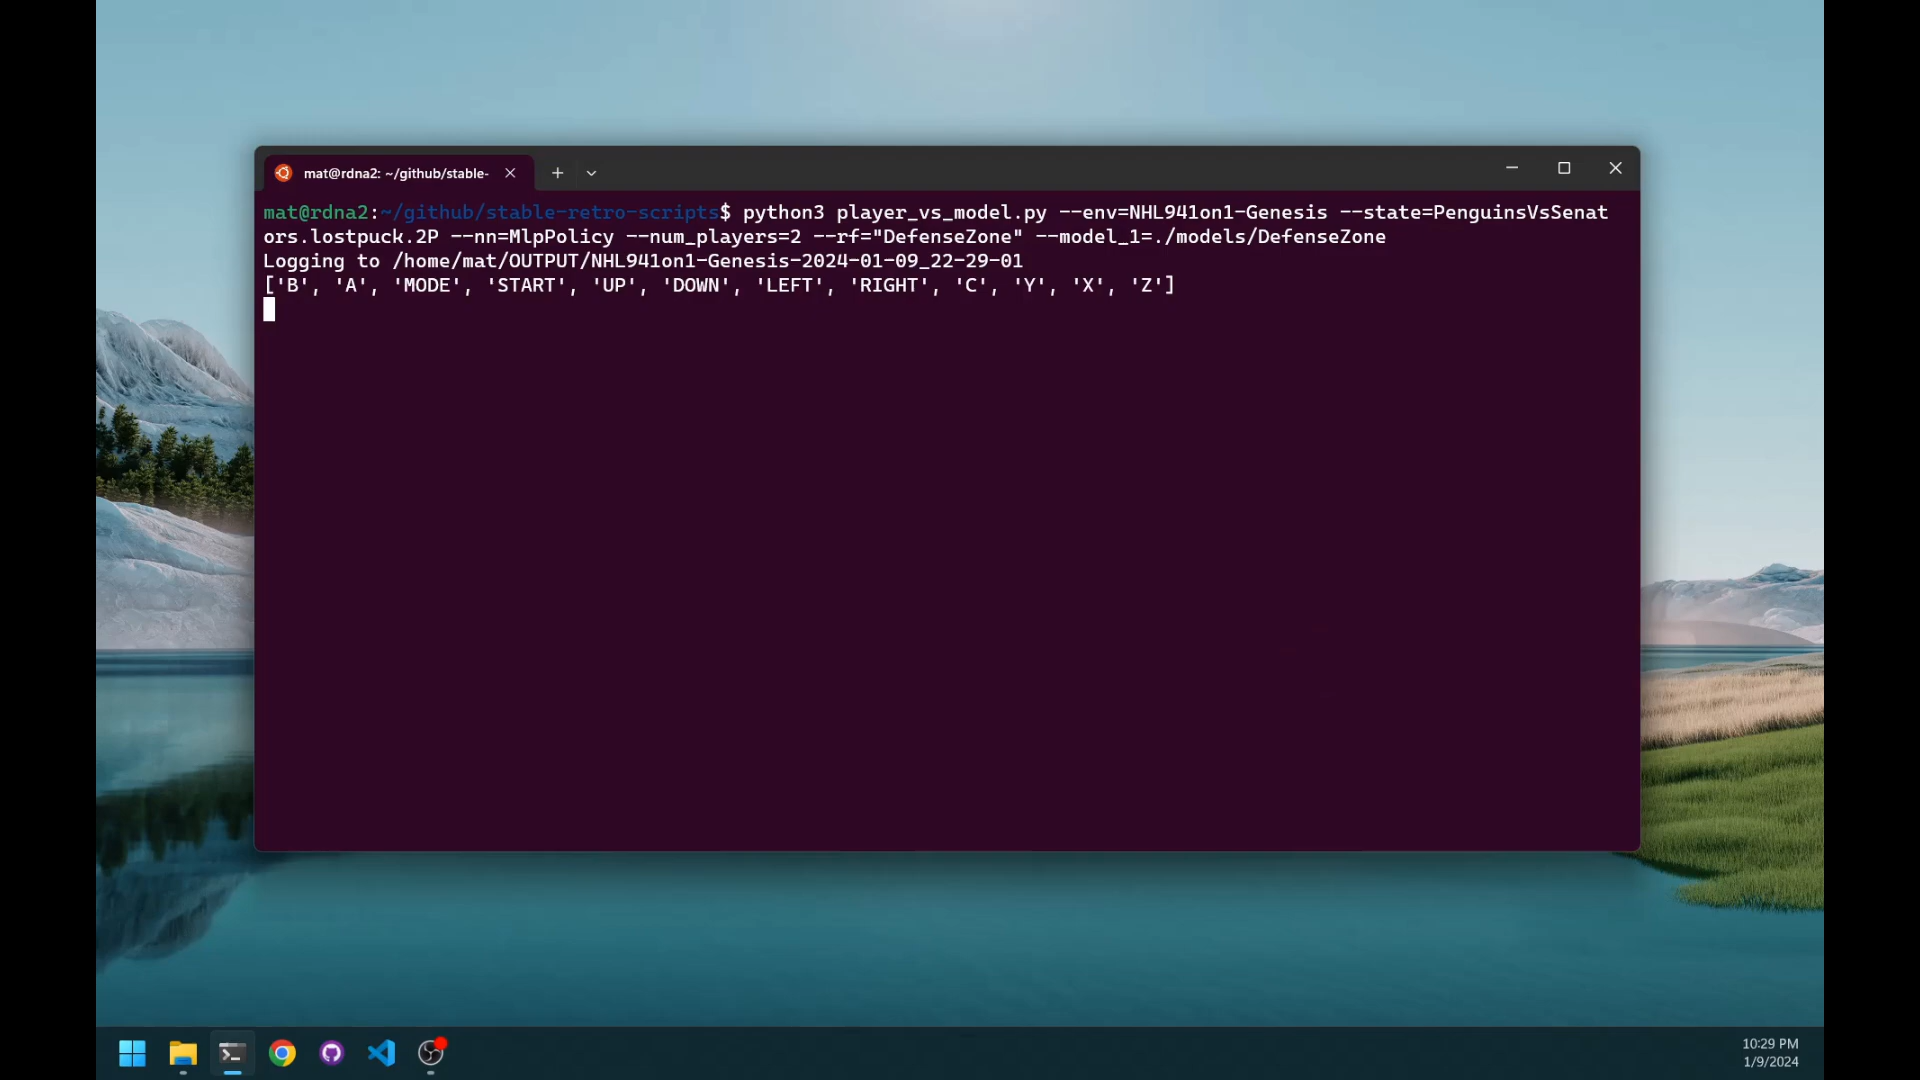 mat@rdna2: ~/github/stable-
mat@rdna2:~/github/stable-retro-scripts$ python3 player_vs_model.py --env=NHL941on1-Genesis --state=PenguinsVsSenat
ors.lostpuck.2P --nn=MlpPolicy --num_players=2 --rf="DefenseZone" --model_1=./models/DefenseZone
Logging to /home/mat/OUTPUT/NHL941on1-Genesis-2024-01-09_22-29-01
['B', 'A', 'MODE', 'START', 'UP', 'DOWN', 'LEFT', 'RIGHT', 'C', 'Y', 'X', 'Z']
10:29 PM
1/9/2024